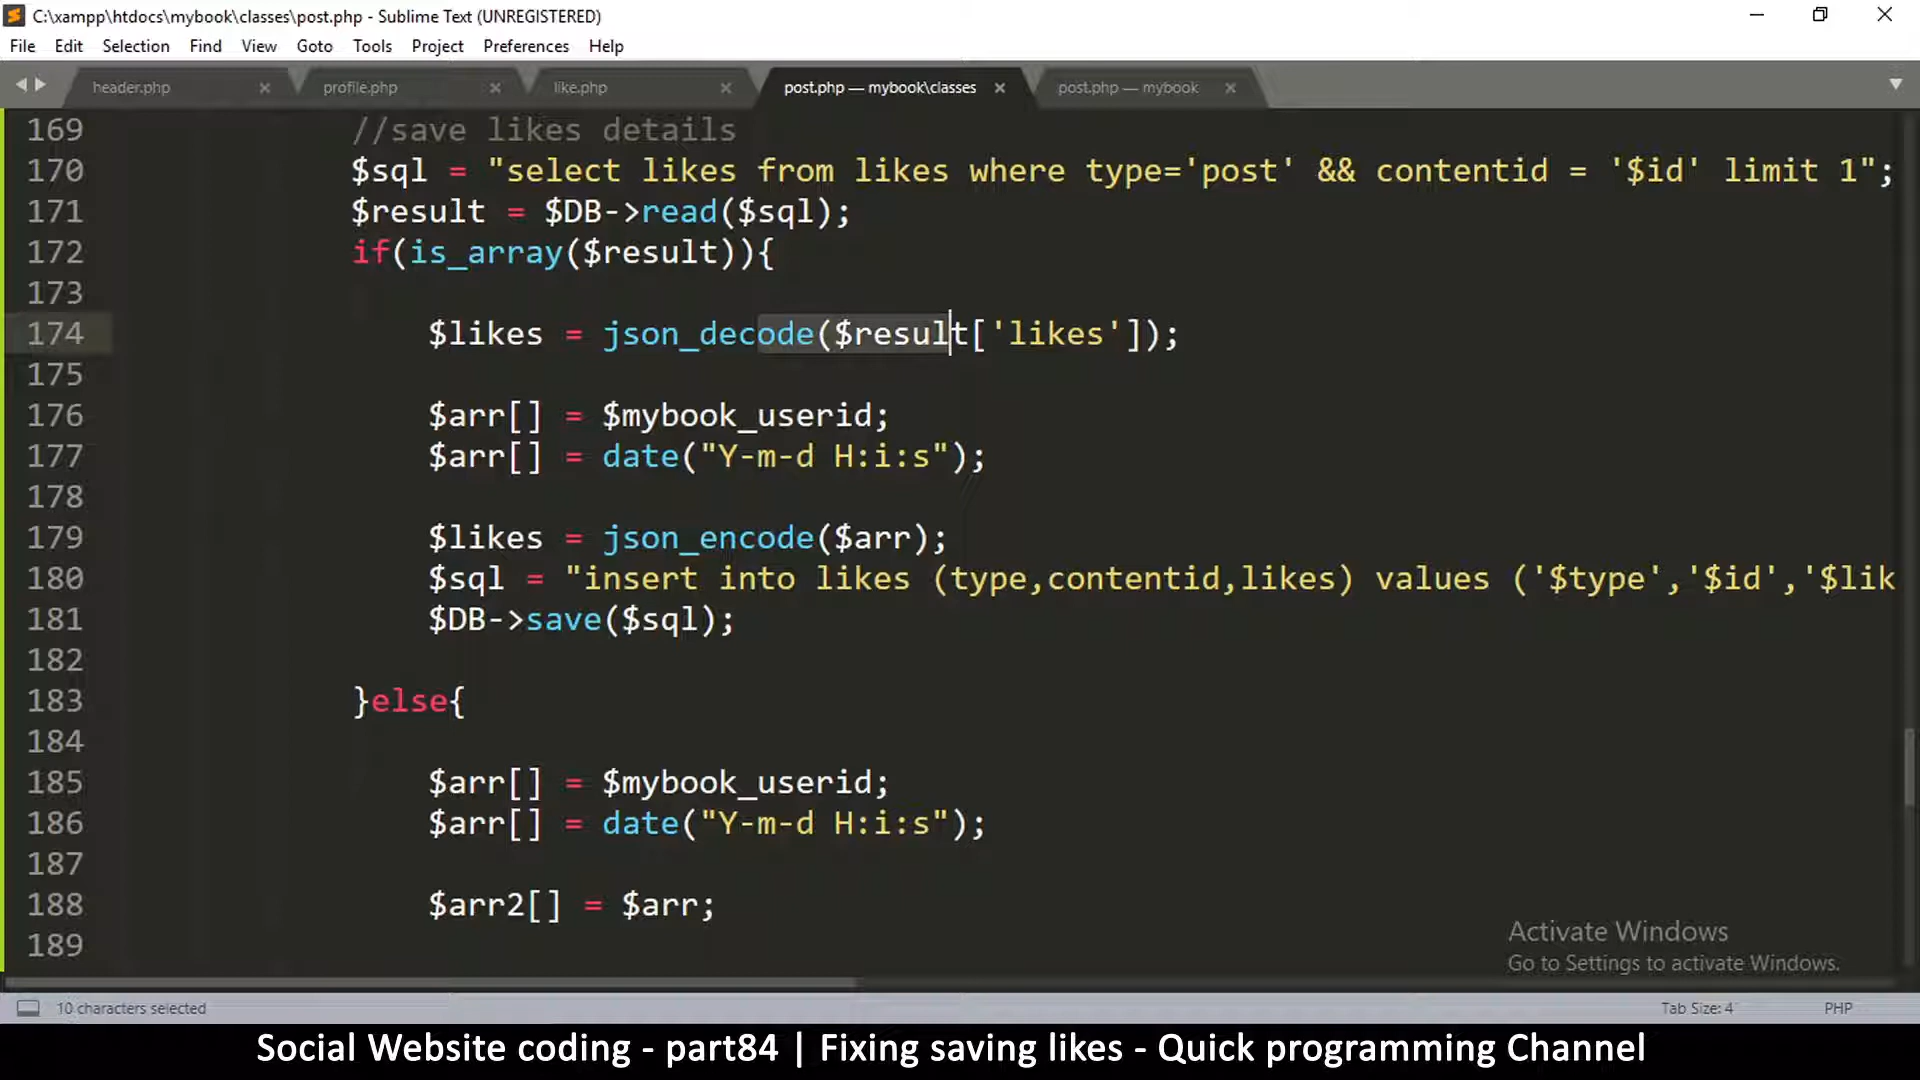 C:\xampp\htdocs\mybook\classes\post.php - Sublime Text (UNREGISTERED)
File Edit Selection Find View Goto Tools Project Preferences Help
header.php × profile.php × like.php × post.php — mybook\classes × post.php — mybook ×
169 //save likes details
170 $sql = "select likes from likes where type='post' && contentid = '$id' limit 1";
171 $result = $DB->read($sql);
172 if(is_array($result)){
173
174 $likes = json_decode($result['likes']);
175
176 $arr[] = $mybook_userid;
177 $arr[] = date("Y-m-d H:i:s");
178
179 $likes = json_encode($arr);
180 $sql = "insert into likes (type,contentid,likes) values ('$type','$id','$lik
181 $DB->save($sql);
182
183 }else{
184
185 $arr[] = $mybook_userid;
186 $arr[] = date("Y-m-d H:i:s");
187
188 $arr2[] = $arr;
189
Activate Windows
Go to Settings to activate Windows.
10 characters selected Tab Size: 4 PHP
Social Website coding - part84 | Fixing saving likes - Quick programming Channel